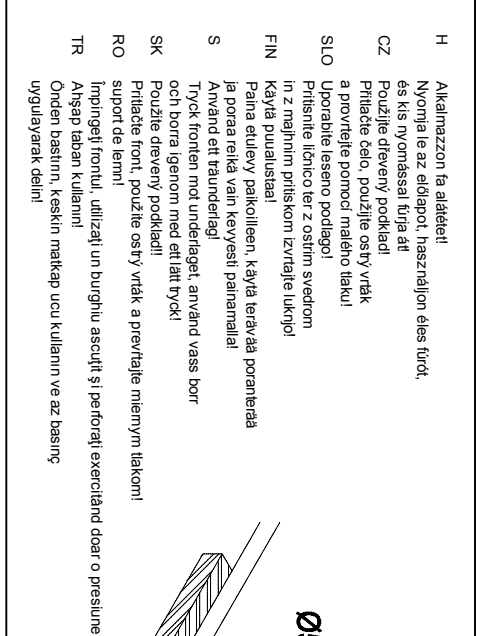 H Alkalmazzon fa alátétet!
Nyomja le az előlapot, használjon éles fúrót,
és kis nyomással fúrja át!
CZ Použijte dřevený podklad!
Přitlačte čelo, použijte ostrý vrták
a provrtejte pomocí malého tlaku!
SLO Uporabite leseno podlago!
Pritisnite ličnico ter z ostrim svedrom
in z majhnim pritiskom izvrtajte luknjo!
FIN Käytä puualustaa!
Paina etulevy paikoilleen, käytä terävää poranterää
ja poraa reikä vain kevyesti painamalla!
S Använd ett träunderlag!
Tryck fronten mot underlaget, använd vass borr
och borra igenom med ett lätt tryck!
SK Použite drevený podklad!!
Pritlačte front, použite ostrý vrták a prevŕtajte miernym tlakom!
RO suport de lemn!
Împingeţi frontul, utilizaţi un burghiu ascuţit şi perforaţi exercitând doar o presiune
TR Ahşap taban kullanın!
Önden bastırın, keskin matkap ucu kullanın ve az basınç
uygulayarak delin!